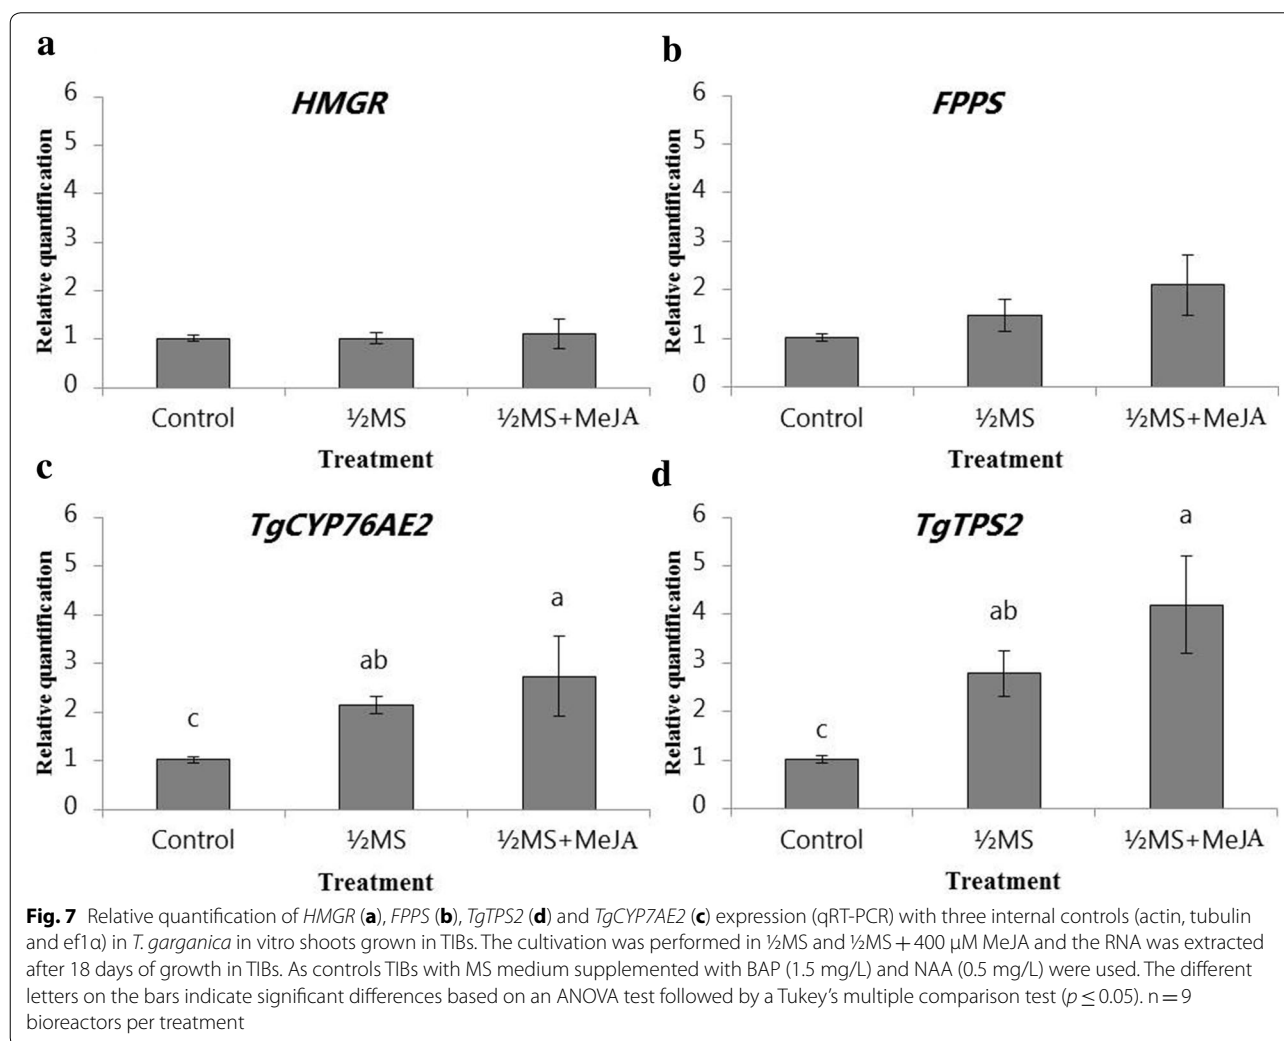 a
HMGR
Relative quantification
6
5
4
3
2
1
0
Control
½MS
½MS+MeJA
Treatment
b
FPPS
Relative quantification
6
5
4
3
2
1
0
Control
½MS
½MS+MeJA
Treatment
c
TgCYP76AE2
Relative quantification
6
5
4
3
2
1
0
c
ab
a
Control
½MS
½MS+MeJA
Treatment
d
TgTPS2
Relative quantification
6
5
4
3
2
1
0
c
ab
a
Control
½MS
½MS+MeJA
Treatment
Fig. 7 Relative quantification of HMGR (a), FPPS (b), TgTPS2 (d) and TgCYP7AE2 (c) expression (qRT-PCR) with three internal controls (actin, tubulin
and ef1α) in T. garganica in vitro shoots grown in TIBs. The cultivation was performed in ½MS and ½MS + 400 µM MeJA and the RNA was extracted
after 18 days of growth in TIBs. As controls TIBs with MS medium supplemented with BAP (1.5 mg/L) and NAA (0.5 mg/L) were used. The different
letters on the bars indicate significant differences based on an ANOVA test followed by a Tukey's multiple comparison test (p ≤ 0.05). n = 9
bioreactors per treatment